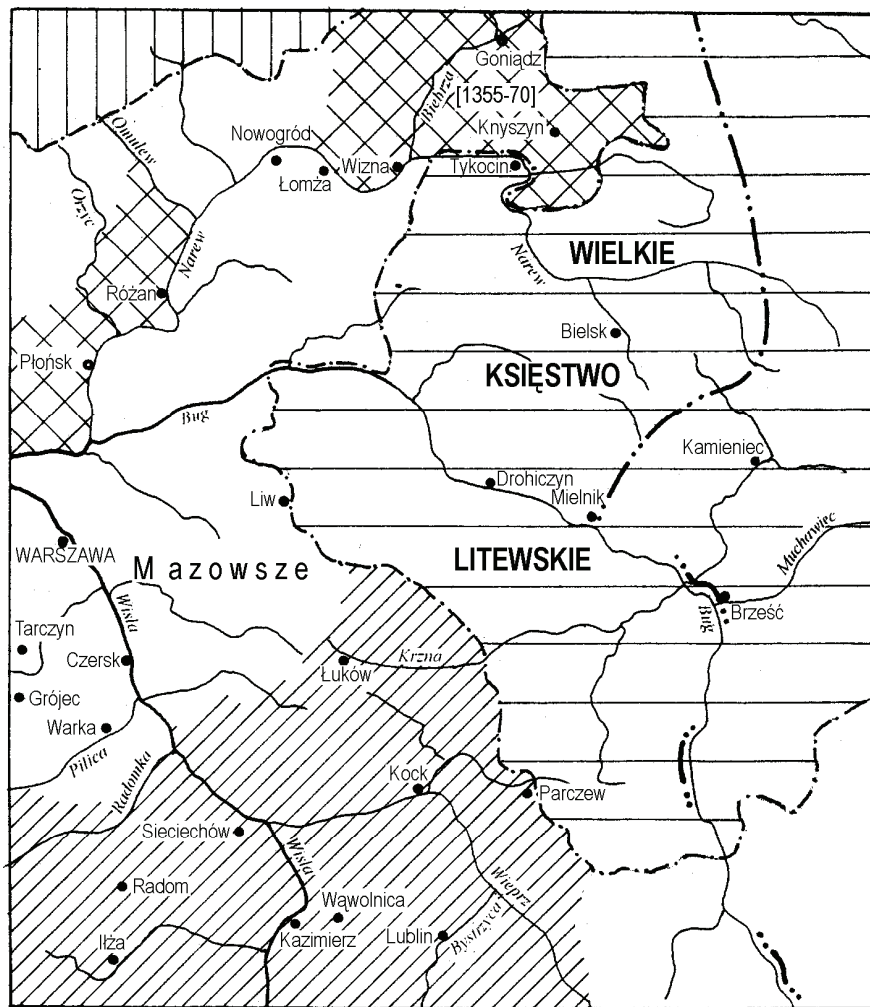 Goniądz
Biebrza
[1355-70]
Omulew
Nowogród
Knyszyn
Łomża
Wizna
Tykocin
Orzyc
Narew
WIELKIE
Narew
Różan
Bielsk
Płońsk
KSIĘSTWO
Bug
Kamieniec
Drohiczyn
Liw
Mielnik
Muchawiec
WARSZAWA
Mazowsze
LITEWSKIE
Wisła
Brześć
Bug
Tarczyn
Czersk
Krzna
Łuków
Grójec
Warka
Pilica
Radomka
Kock
Parczew
Sieciechów
Wisła
Wieprz
Radom
Wąwolnica
Kazimierz
Lublin
Bystrzyca
Iłża